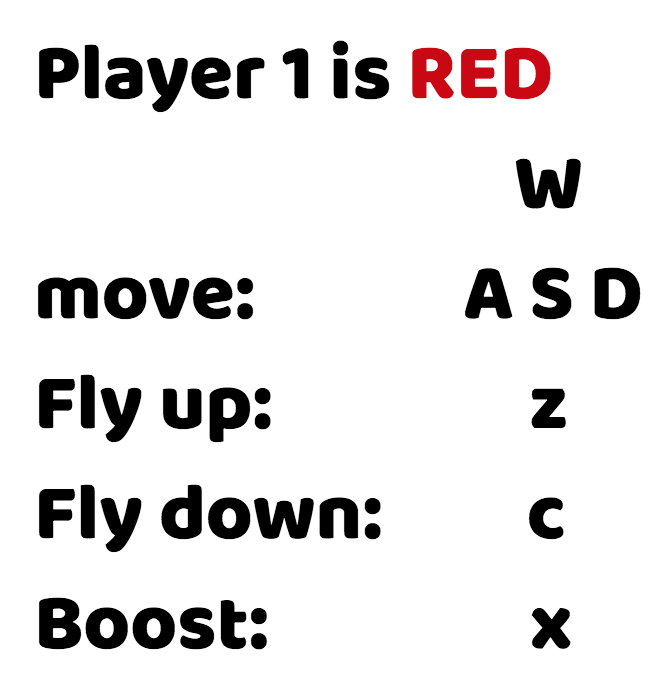 Player 1 is RED
W
move: A S D
Fly up: z
Fly down: c
Boost: x